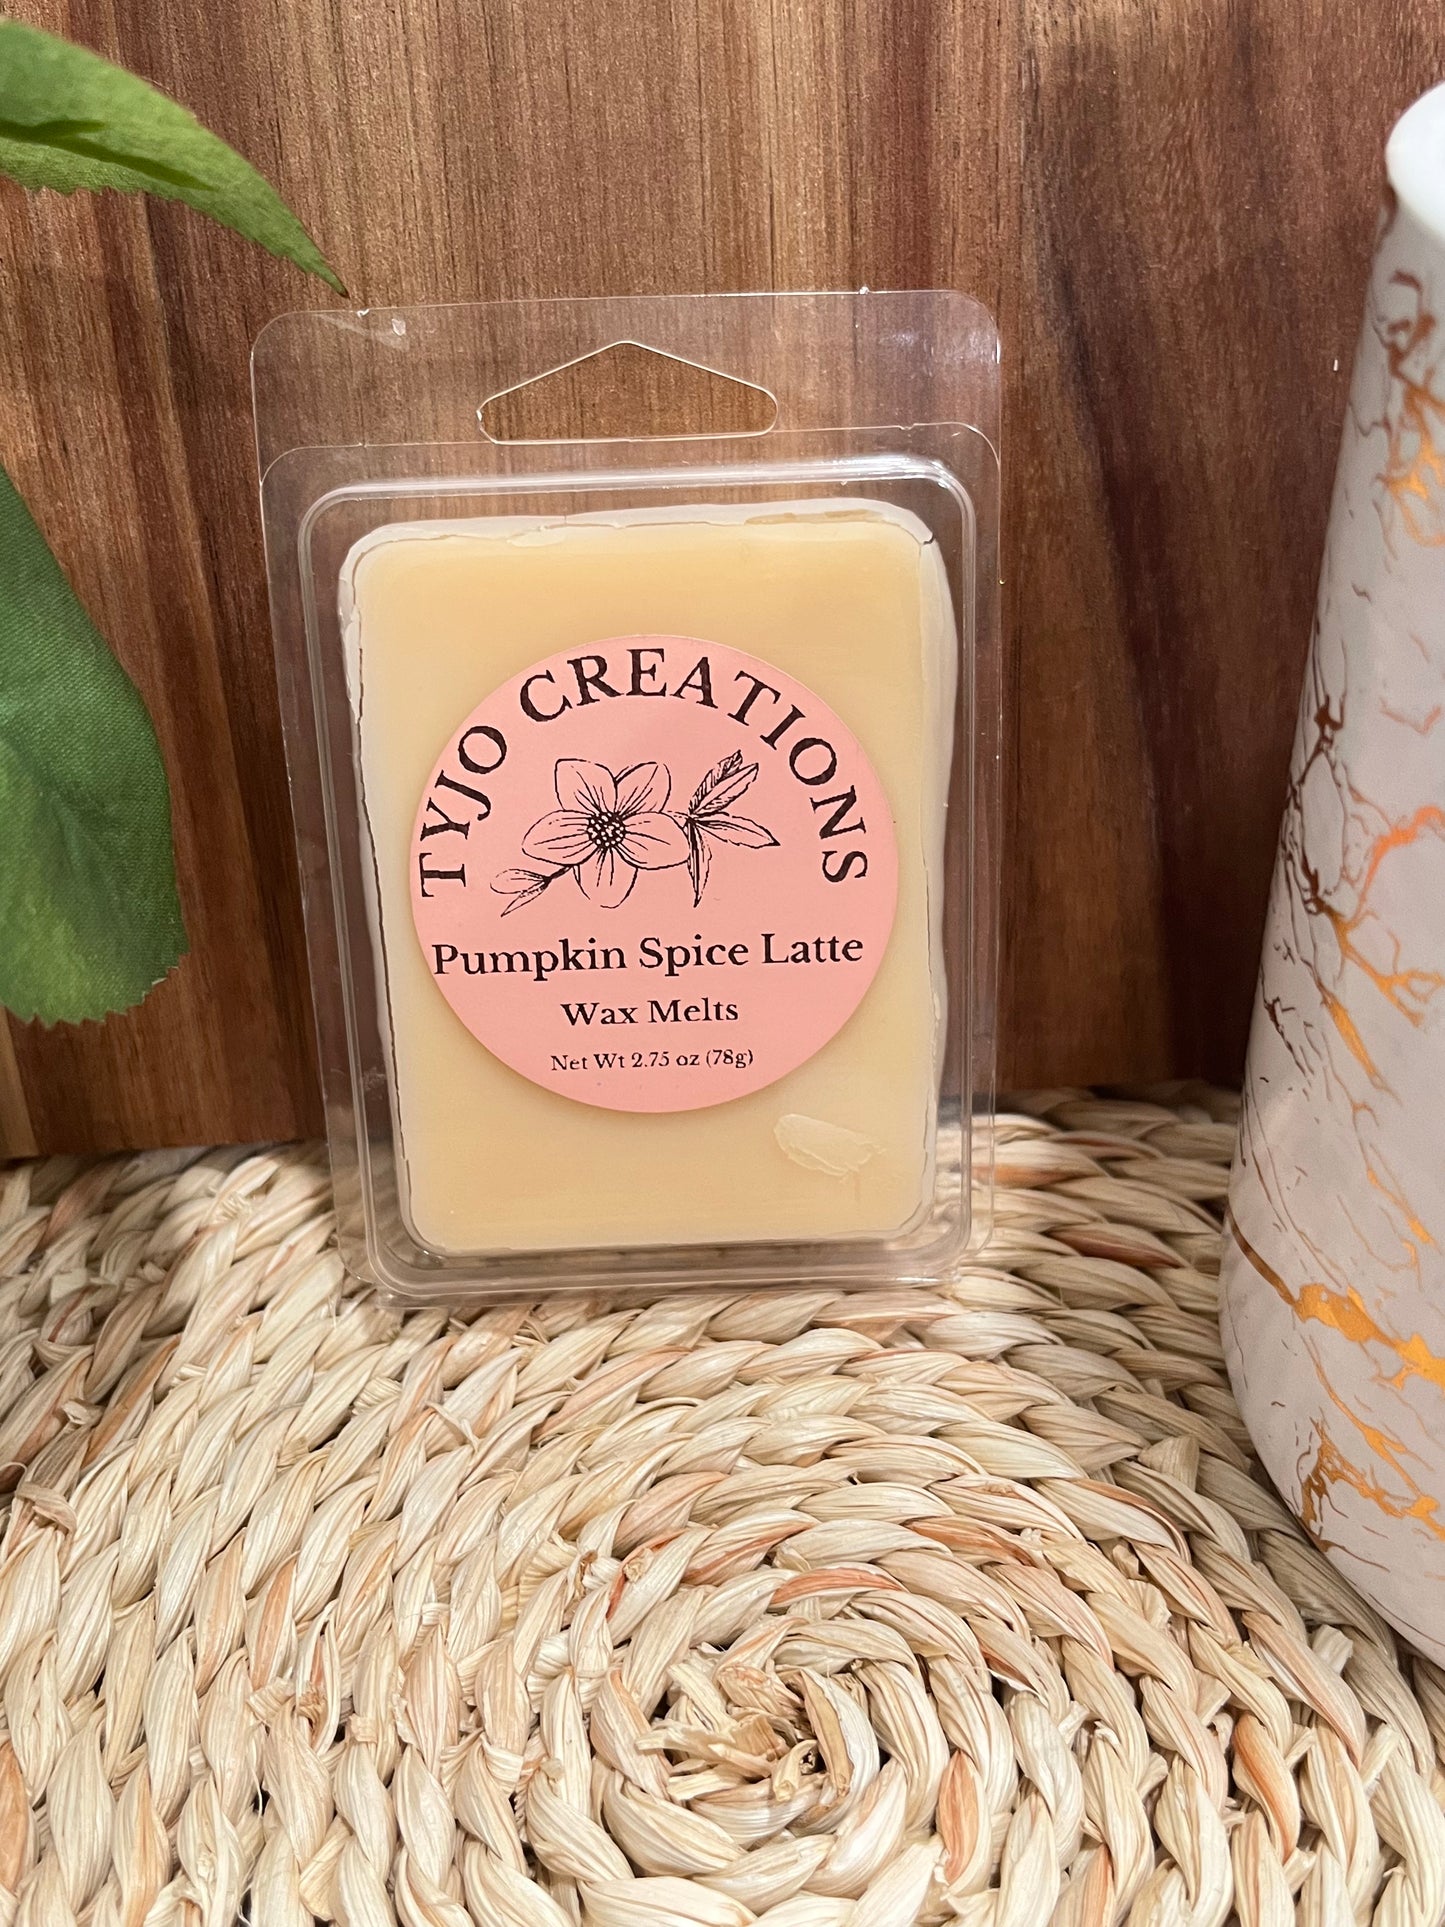 TYJO CREATIONS
Pumpkin Spice Latte
Wax Melts
Net Wt 2.75 oz (78g)